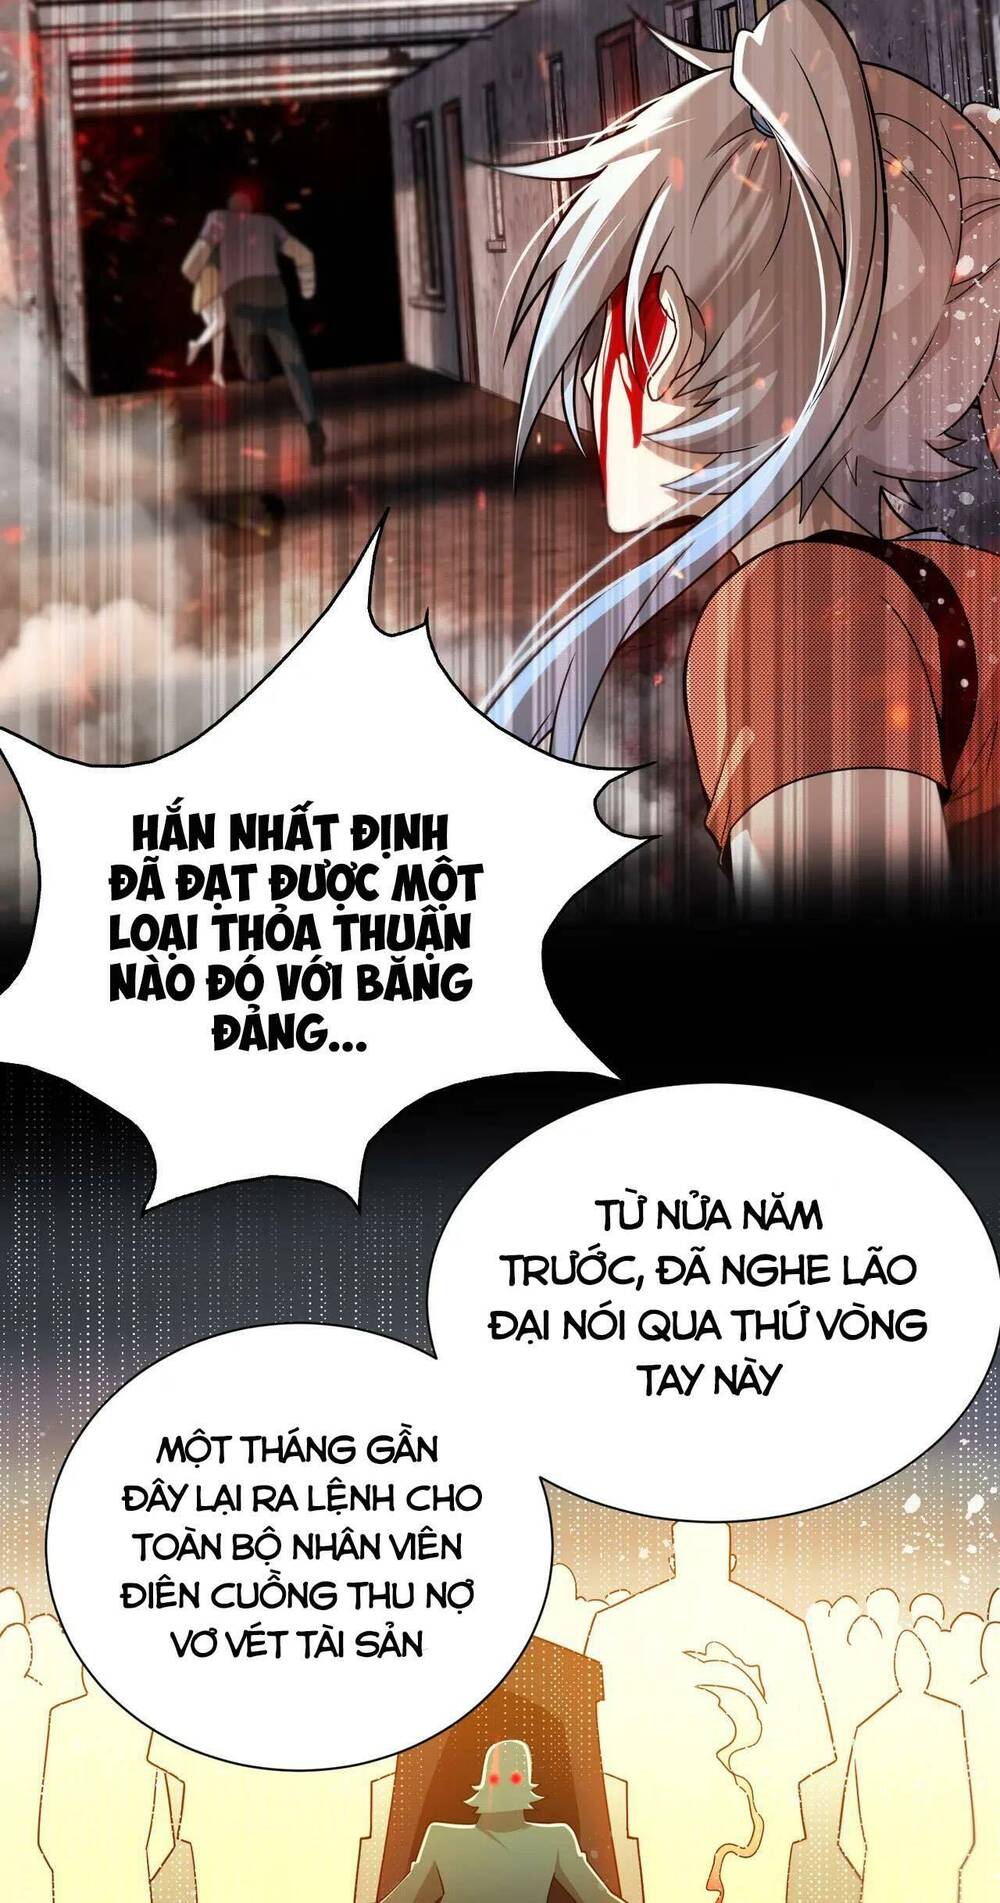 HẮN NHẤT ĐỊNH
ĐÃ ĐẠT ĐƯỢC MỘT
LOẠI THỎA THUẬN
NÀO ĐÓ VỚI BĂNG
ĐẢNG...
TỪ NỬA NĂM
TRƯỚC, ĐÃ NGHE LÃO
ĐẠI NÓI QUA THỨ VÒNG
TAY NÀY
MỘT THÁNG GẦN
ĐÂY LẠI RA LỆNH CHO
TOÀN BỘ NHÂN VIÊN
ĐIÊN CUỒNG THU NỢ
VƠ VÉT TÀI SẢN